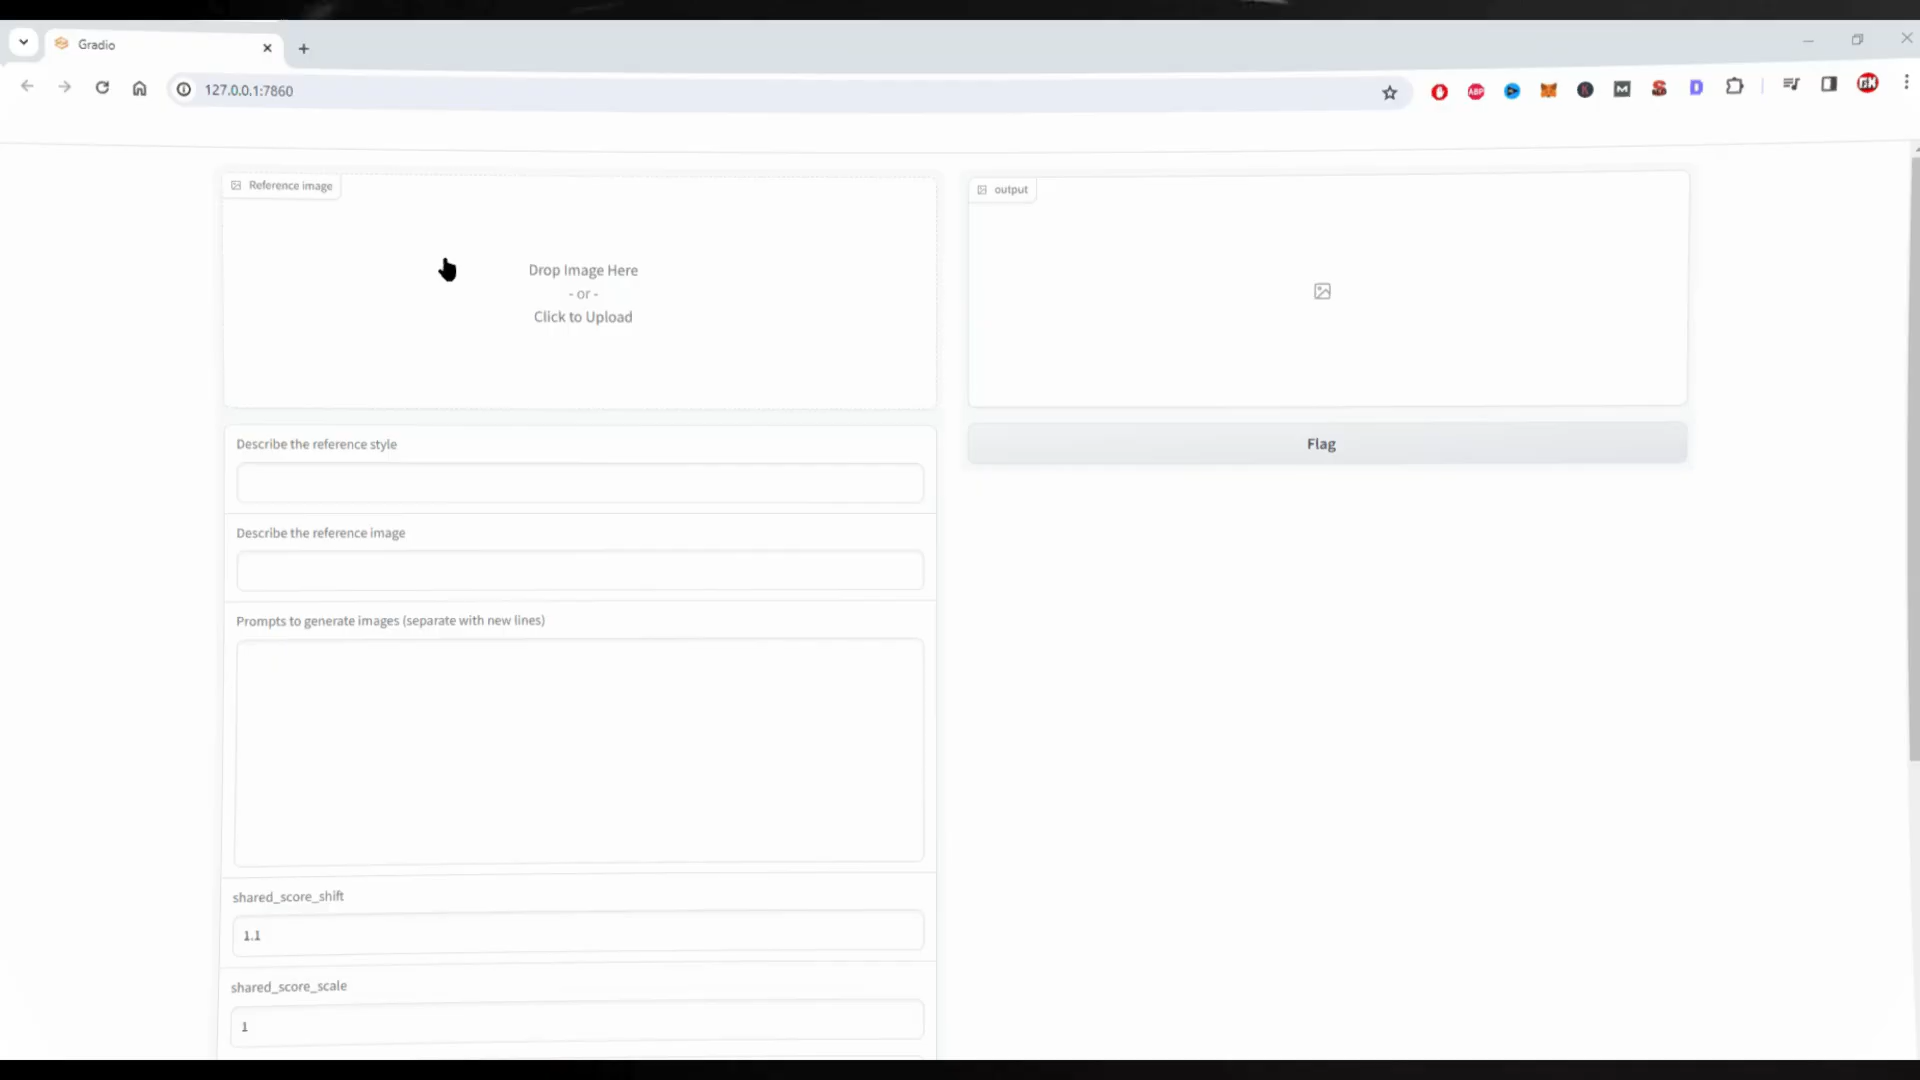 Gradio
127.0.0.1:7860
ABP
GK
Reference image
Drop Image Here
- or -
Click to Upload
output
Flag
Describe the reference style
Describe the reference image
Prompts to generate images (separate with new lines)
shared_score_shift
1.1
shared_score_scale
1